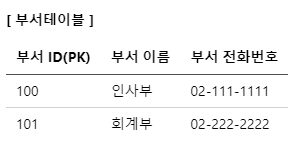 [ 부서테이블 ]
부서 ID(PK) 부서 이름 부서 전화번호
100 인사부 02-111-1111
101 회계부 02-222-2222